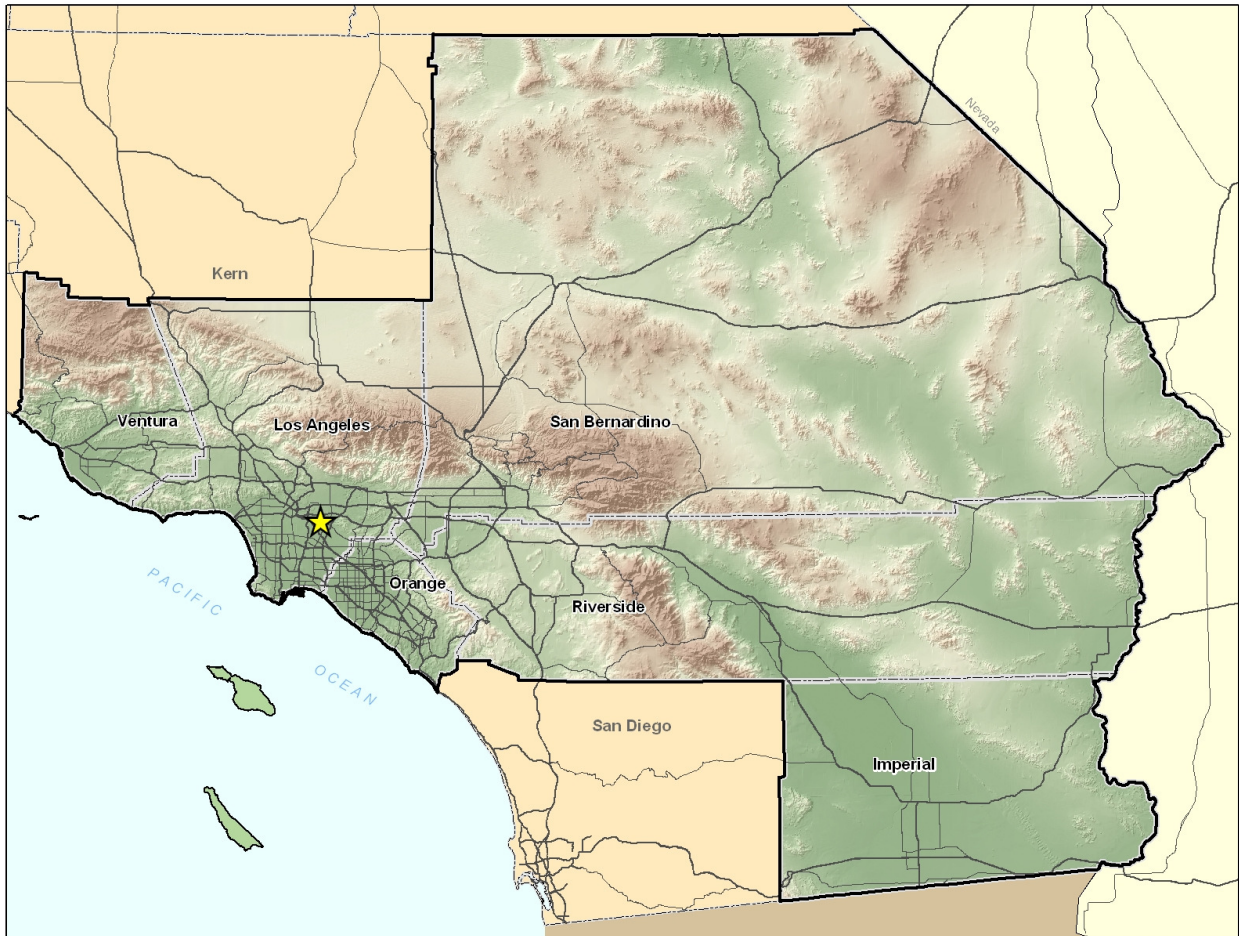 Nevada
Kern
Ventura
Los Angeles
San Bernardino
PACIFIC
OCEAN
Orange
Riverside
San Diego
Imperial